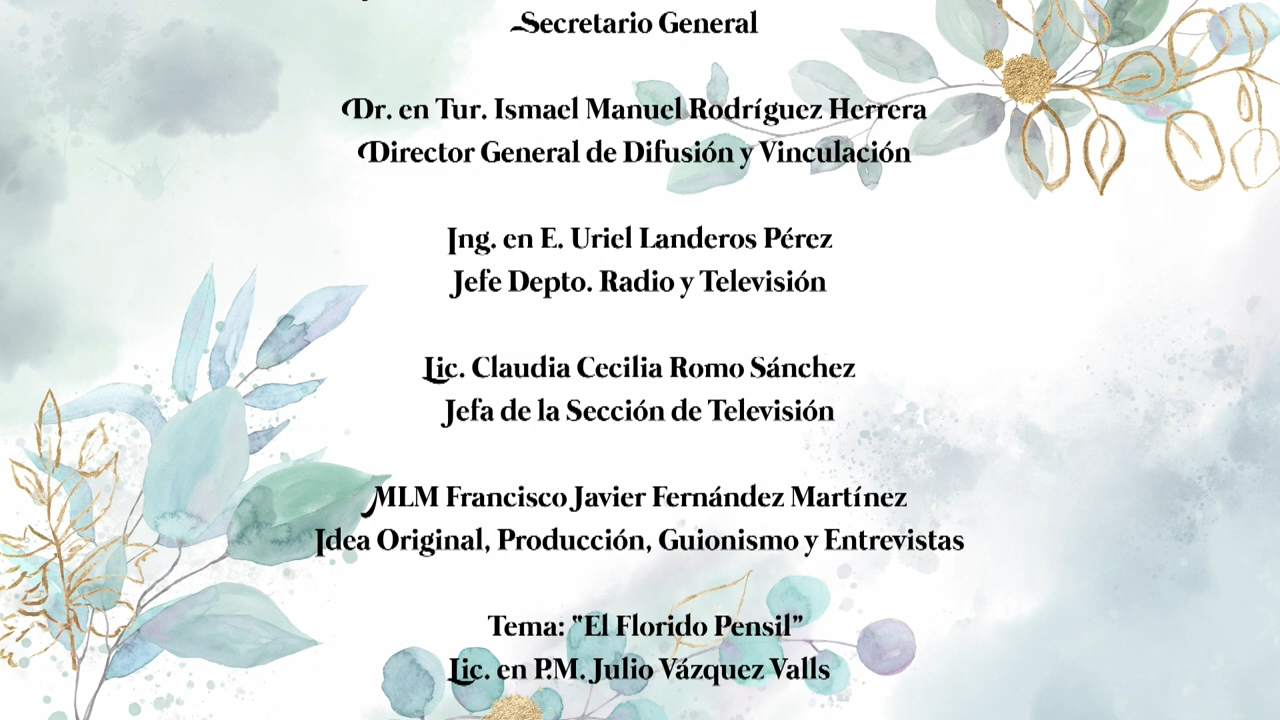 Secretario General
Dr. en Tur. Ismael Manuel Rodríguez Herrera
Director General de Difusión y Vinculación
Ing. en E. Uriel Landeros Pérez
Jefe Depto. Radio y Televisión
Lic. Claudia Cecilia Romo Sánchez
Jefa de la Sección de Televisión
MLM Francisco Javier Fernández Martínez
Idea Original, Producción, Guionismo y Entrevistas
Tema: "El Florido Pensil"
Lic. en P.M. Julio Vázquez Valls